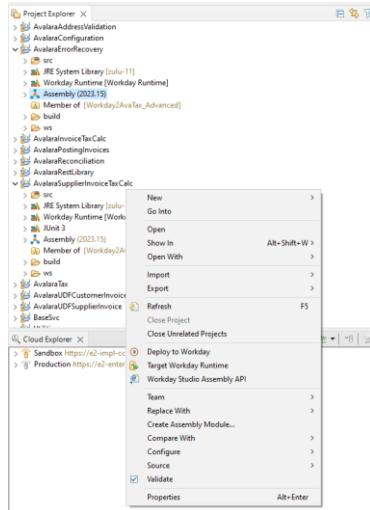 Project Explorer
AvalaraAddressValidation
AvalaraConfiguration
AvalaraErrorRecovery
src
JRE System Library [zulu-11]
Workday Runtime [Workday Runtime]
Assembly (2023.15)
Member of [Workday2AvaTax_Advanced]
build
ws
AvalaraInvoiceTaxCalc
AvalaraPostingInvoices
AvalaraReconciliation
AvalaraRestLibrary
AvalaraSupplierInvoiceTaxCalc
src
JRE System Library [zulu-
Workday Runtime [Work
JUnit 3
Assembly (2023.15)
Member of [Workday2A
build
ws
AvalaraTax
AvalaraUDFCustomerInvoice
AvalaraUDFSupplierInvoice
BaseSvc
Cloud Explorer
Sandbox https://e2-impl-cc
Production https://e2-enter
New
Go Into
Open
Show In Alt+Shift+W >
Open With
Import
Export
Refresh F5
Close Project
Close Unrelated Projects
Deploy to Workday
Target Workday Runtime
Workday Studio Assembly API
Team
Replace With
Create Assembly Module...
Compare With
Configure
Source
Validate
Properties Alt+Enter